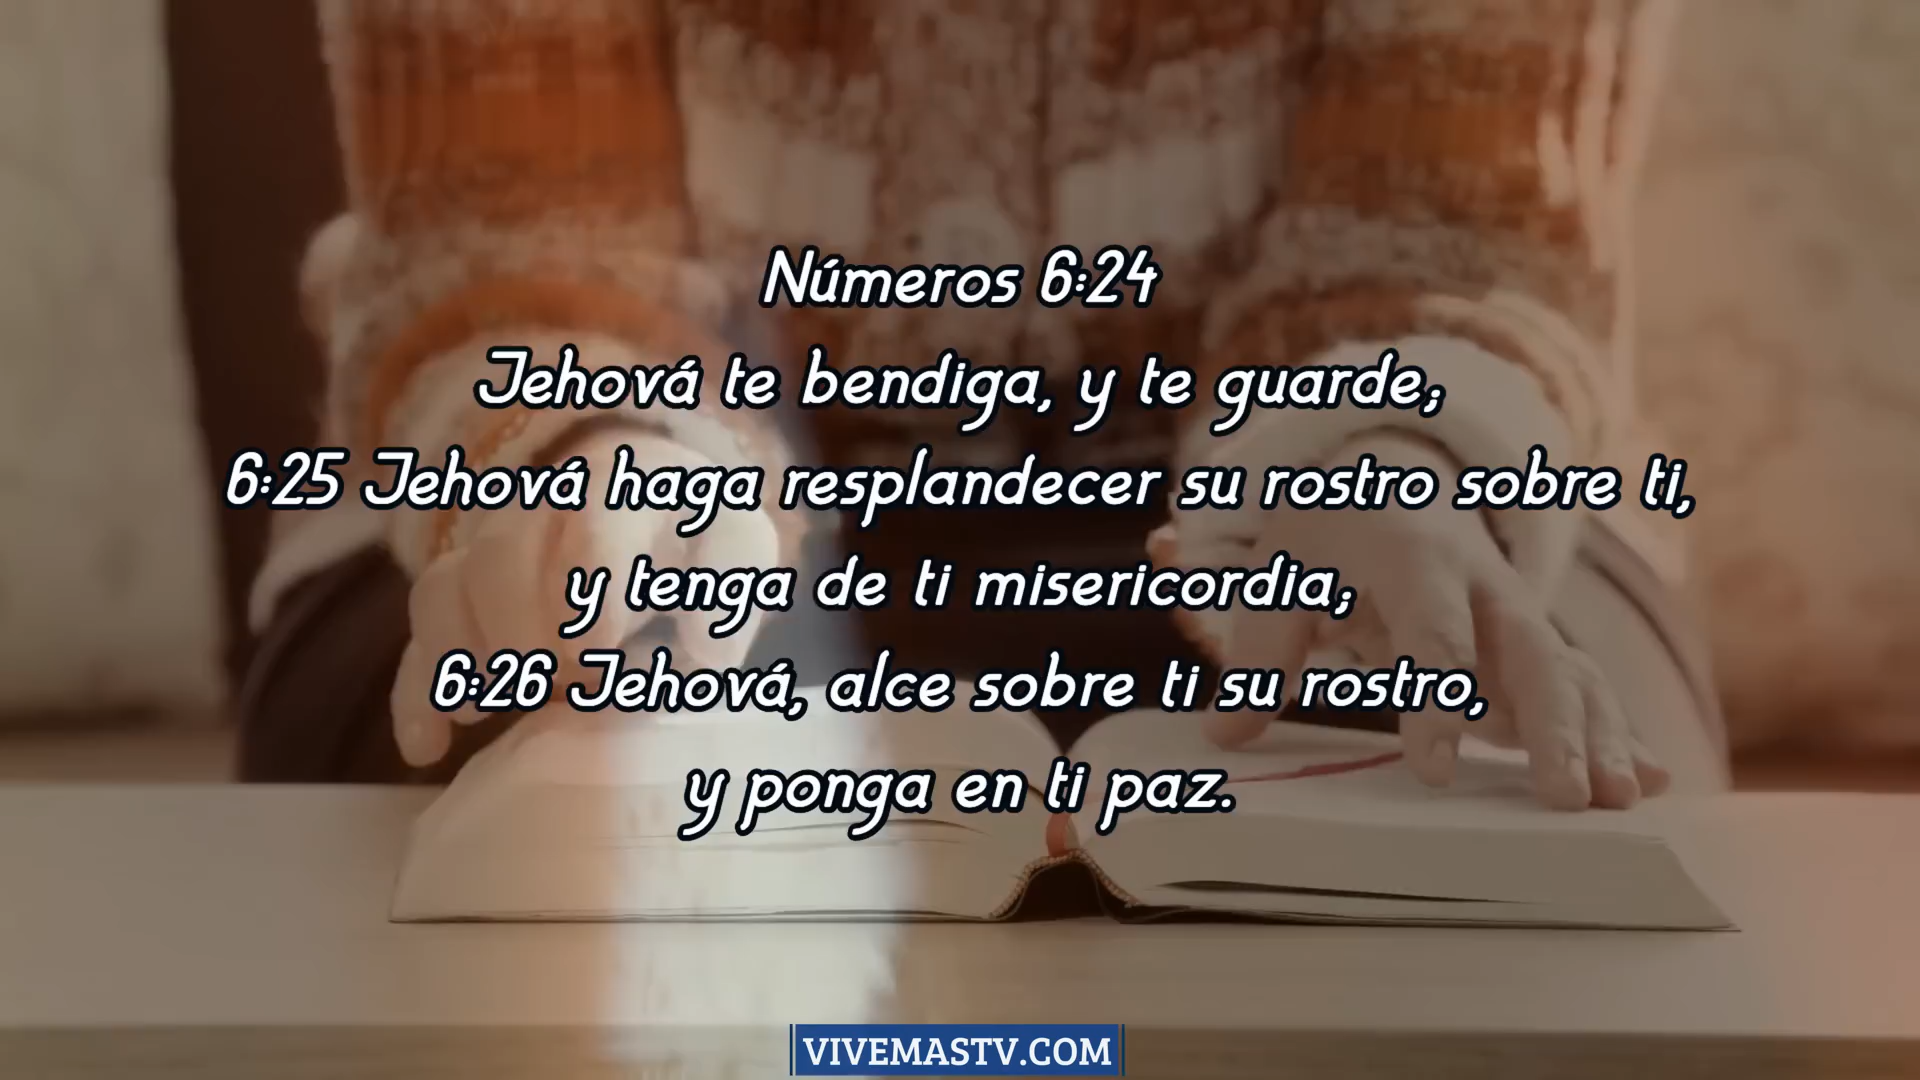 Números 6:24
Jehová te bendiga, y te guarde;
6:25 Jehová haga resplandecer su rostro sobre ti,
y tenga de ti misericordia;
6:26 Jehová, alce sobre ti su rostro,
y ponga en ti paz.
VIVEMASTV.COM